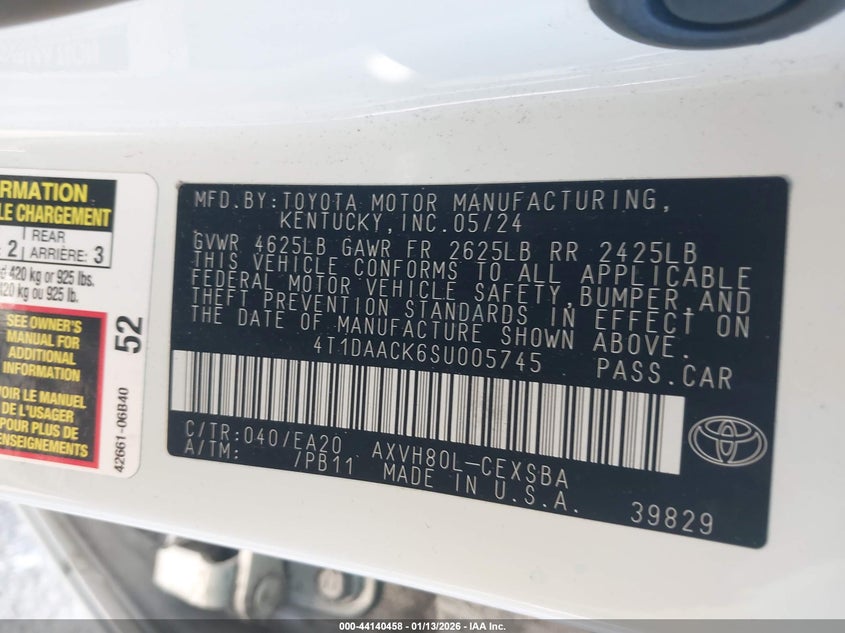 RMATION
LE CHARGEMENT
2 | REAR
ARRIÈRE: 3
420 kg or 925 lbs.
420 kg ou 925 lb.
SEE OWNER'S
MANUAL FOR
ADDITIONAL
INFORMATION
VOIR LE MANUEL
DE L'USAGER
POUR PLUS DE
RENSEIGNEMENTS
52
42661-06B40
MFD.BY:TOYOTA MOTOR MANUFACTURING,
KENTUCKY,INC.05/24
GVWR 4625LB GAWR FR 2625LB RR 2425LB
THIS VEHICLE CONFORMS TO ALL APPLICABLE
FEDERAL MOTOR VEHICLE SAFETY,BUMPER,AND
THEFT PREVENTION STANDARDS IN EFFECT ON
THE DATE OF MANUFACTURE SHOWN ABOVE.
4T1DAACK6SU005745 PASS.CAR
C/TR:040/EA20 AXVH80L-CEXSBA
A/TM: /PB11 MADE IN U.S.A.
39829
000-44140458 - 01/13/2026 - IAA Inc.